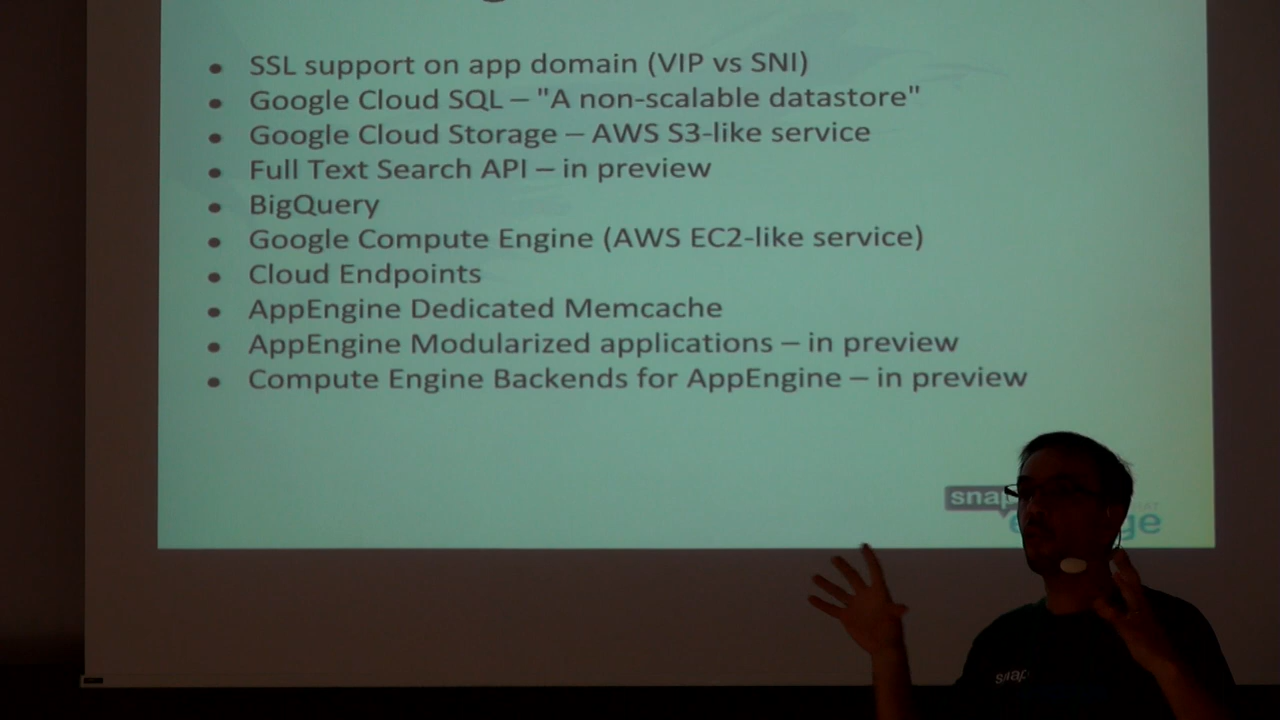 • SSL support on app domain (VIP vs SNI)
• Google Cloud SQL – "A non-scalable datastore"
• Google Cloud Storage – AWS S3-like service
• Full Text Search API – in preview
• BigQuery
• Google Compute Engine (AWS EC2-like service)
• Cloud Endpoints
• AppEngine Dedicated Memcache
• AppEngine Modularized applications – in preview
• Compute Engine Backends for AppEngine – in preview
snap
snap